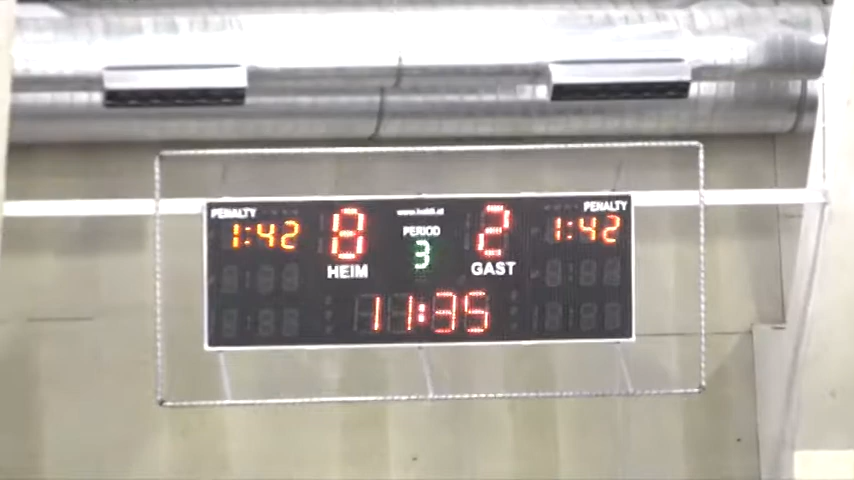 PENALTY PENALTY
1:42 8 PERIOD 2 1:42
HEIM 3 GAST
11:35